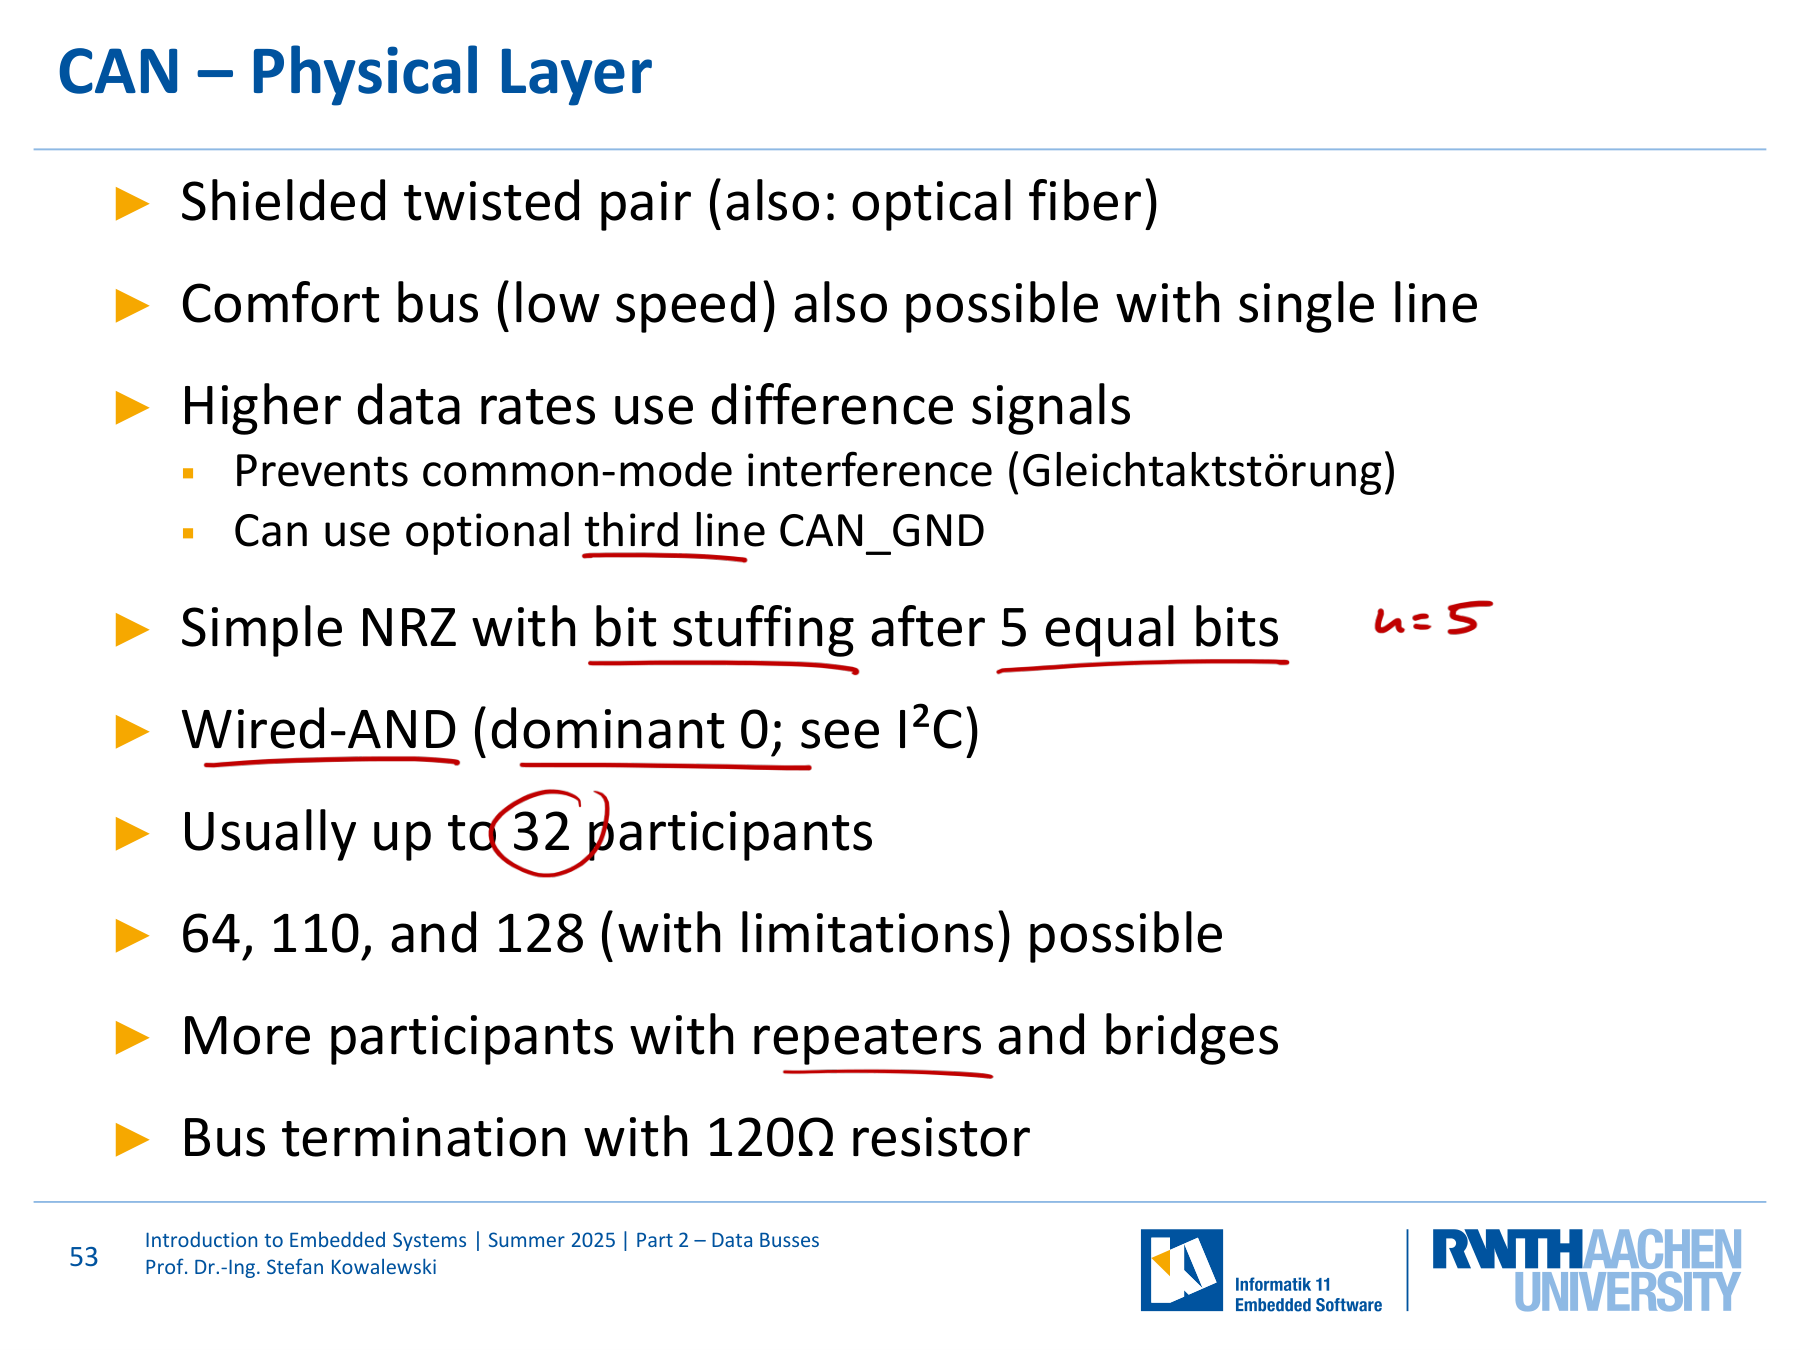 CAN – Physical Layer
► Shielded twisted pair (also: optical fiber)
► Comfort bus (low speed) also possible with single line
► Higher data rates use difference signals
▪ Prevents common-mode interference (Gleichtaktstörung)
▪ Can use optional third line CAN_GND
► Simple NRZ with bit stuffing after 5 equal bits n=5
► Wired-AND (dominant 0; see I²C)
► Usually up to 32 participants
► 64, 110, and 128 (with limitations) possible
► More participants with repeaters and bridges
► Bus termination with 120Ω resistor
53
Introduction to Embedded Systems | Summer 2025 | Part 2 – Data Busses
Prof. Dr.-Ing. Stefan Kowalewski
Informatik 11
Embedded Software
RWTHAACHEN
UNIVERSITY